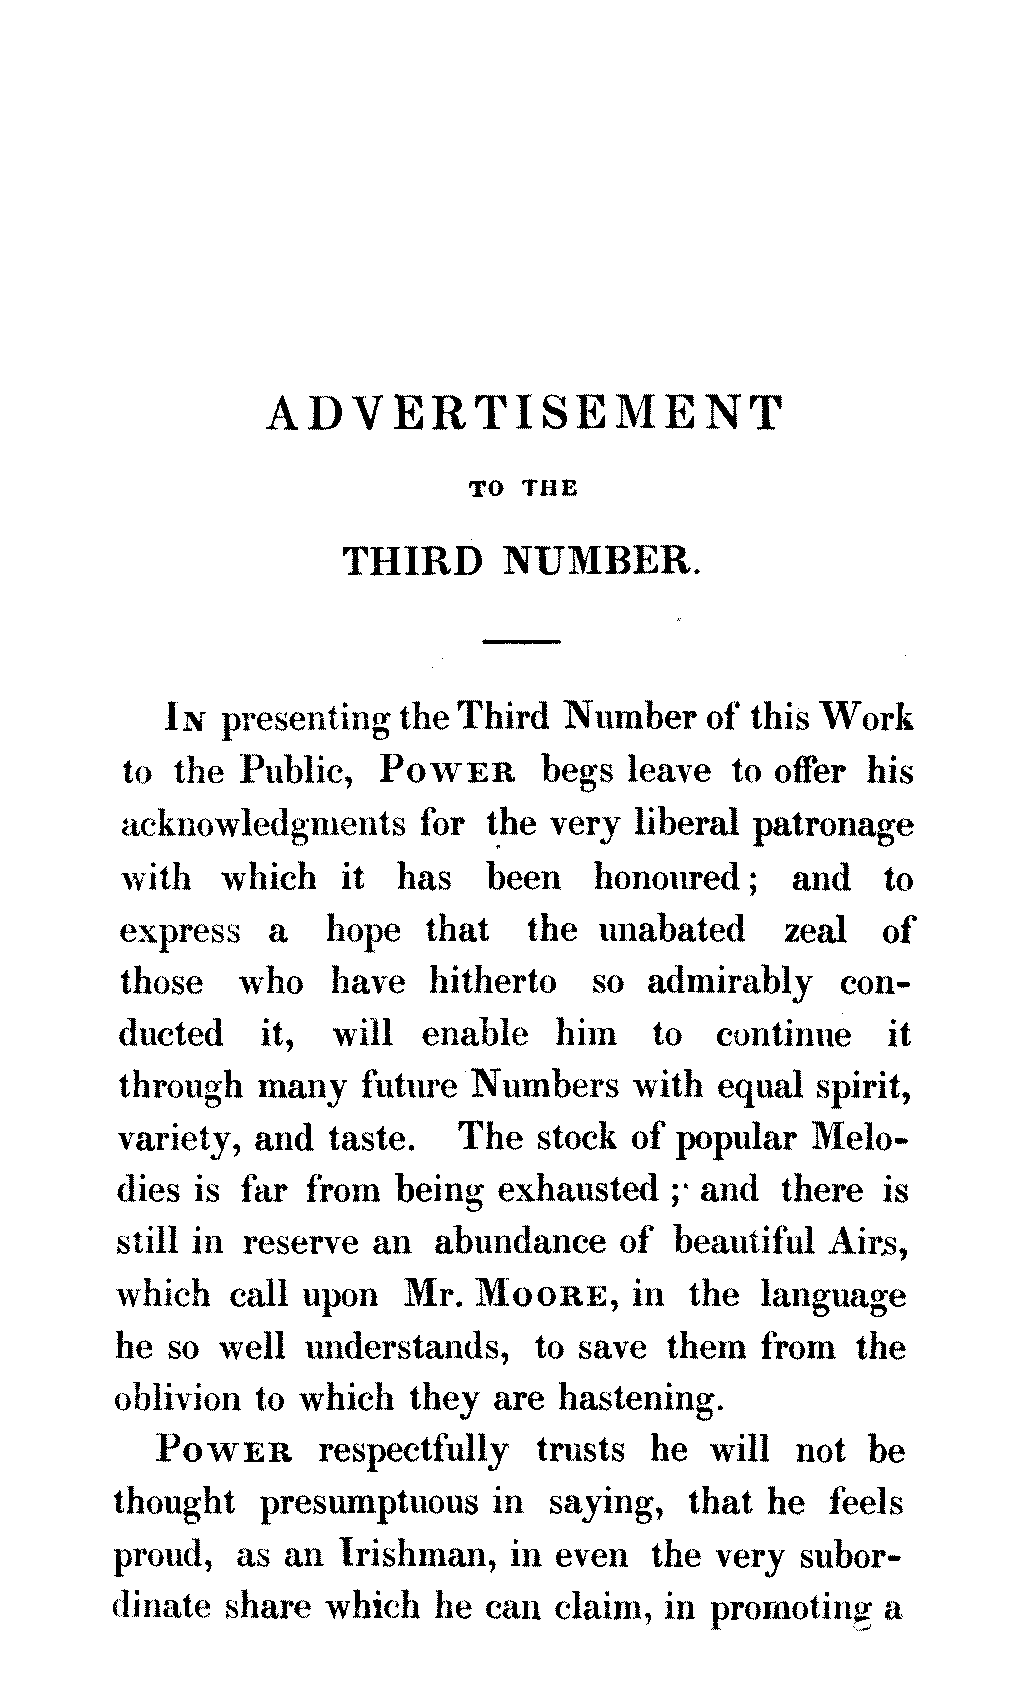 ADVERTISEMENT
TO THE
THIRD NUMBER.
IN presenting the Third Number of this Work
to the Public, POWER begs leave to offer his
acknowledgments for the very liberal patronage
with which it has been honoured; and to
express a hope that the unabated zeal of
those who have hitherto so admirably con-
ducted it, will enable him to continue it
through many future Numbers with equal spirit,
variety, and taste. The stock of popular Melo-
dies is far from being exhausted; and there is
still in reserve an abundance of beautiful Airs,
which call upon Mr. MOORE, in the language
he so well understands, to save them from the
oblivion to which they are hastening.
POWER respectfully trusts he will not be
thought presumptuous in saying, that he feels
proud, as an Irishman, in even the very subor-
dinate share which he can claim, in promoting a